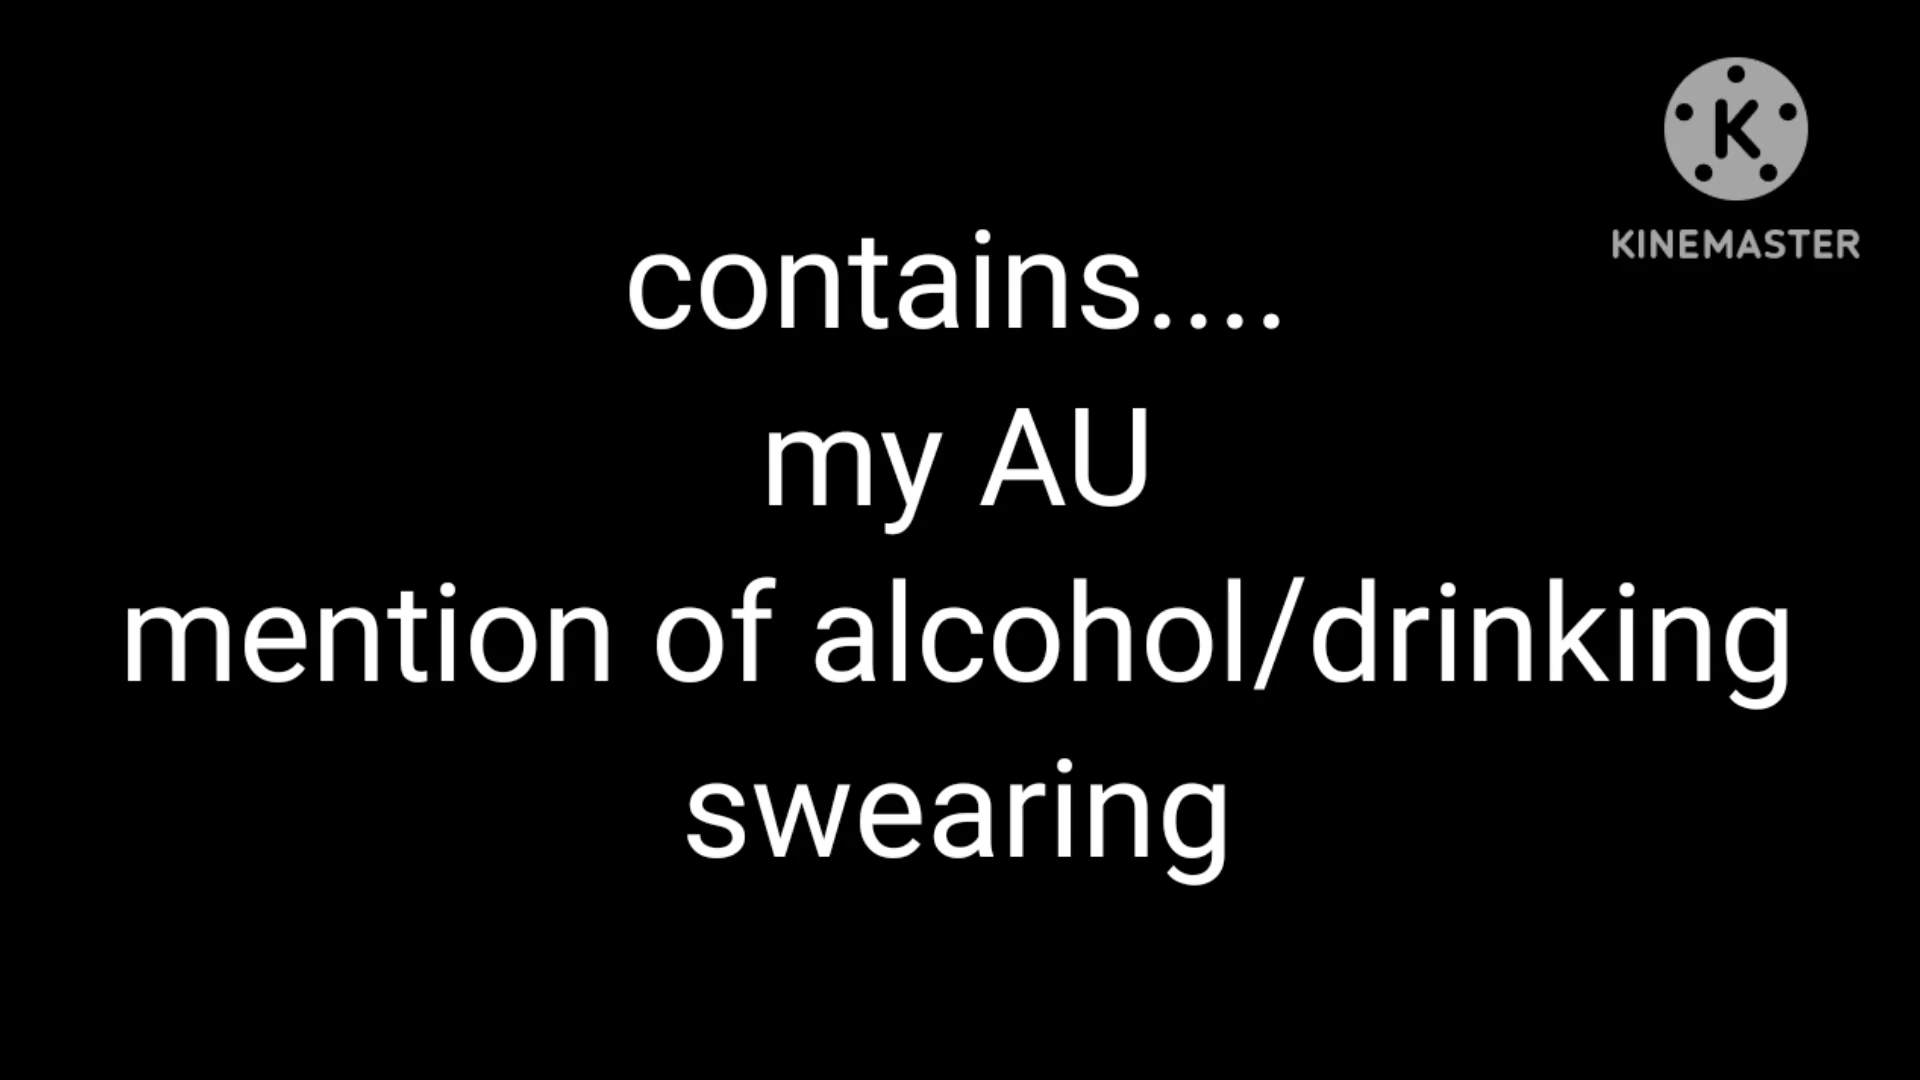 K
KINEMASTER
contains....
my AU
mention of alcohol/drinking
swearing